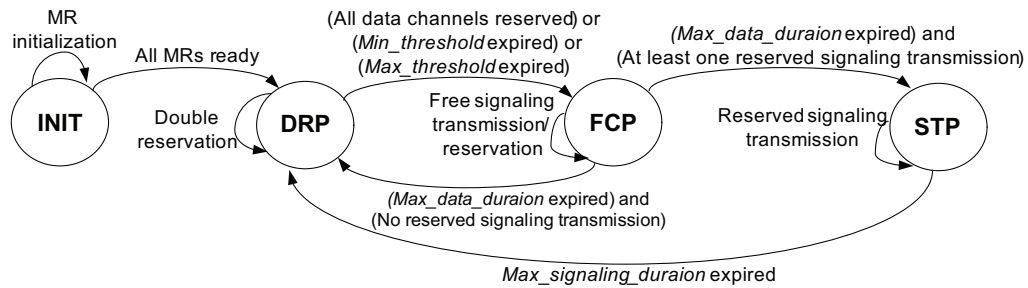 MR
initialization
All MRs ready
(All data channels reserved) or
(Min_threshold expired) or
(Max_threshold expired)
(Max_data_duraion expired) and
(At least one reserved signaling transmission)
INIT
Double
reservation
DRP
Free signaling
transmission/
reservation
FCP
Reserved signaling
transmission
STP
(Max_data_duraion expired) and
(No reserved signaling transmission)
Max_signaling_duraion expired